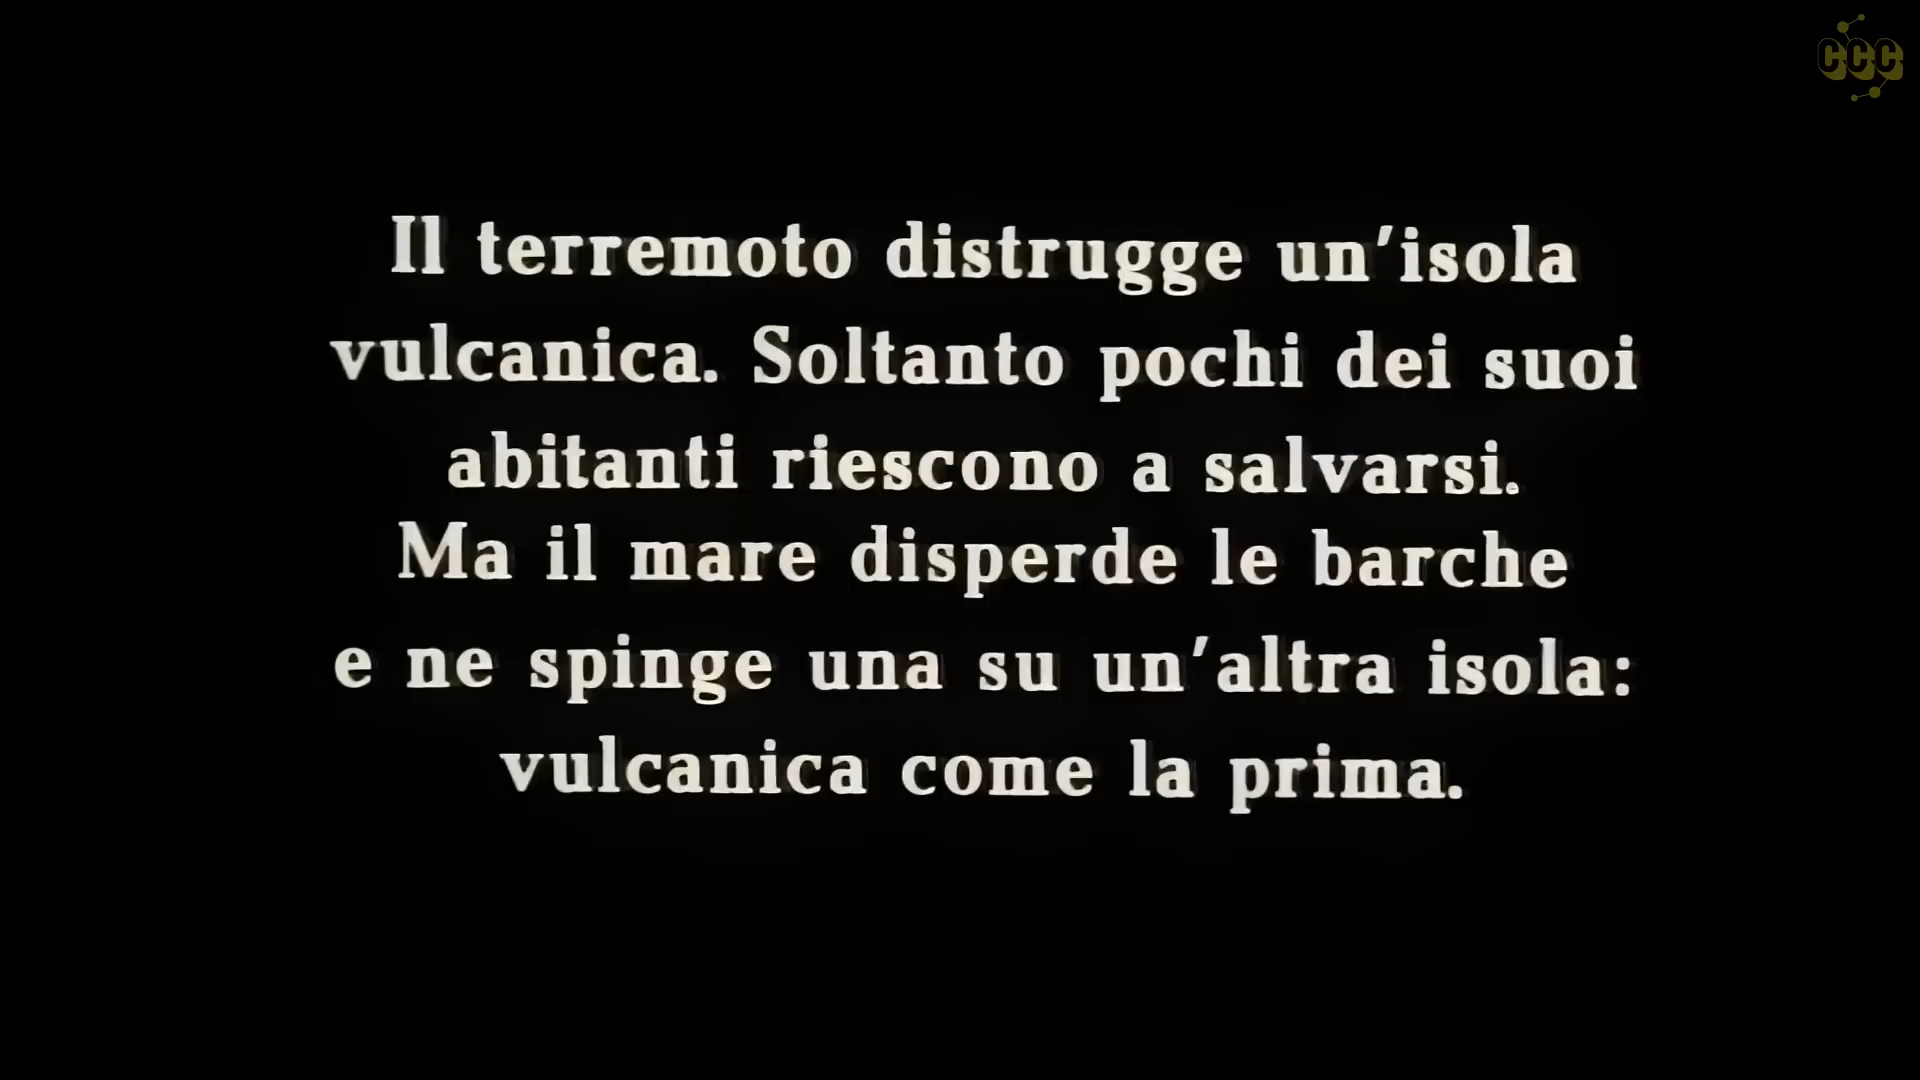 CCC
Il terremoto distrugge un'isola
vulcanica. Soltanto pochi dei suoi
abitanti riescono a salvarsi.
Ma il mare disperde le barche
e ne spinge una su un'altra isola:
vulcanica come la prima.